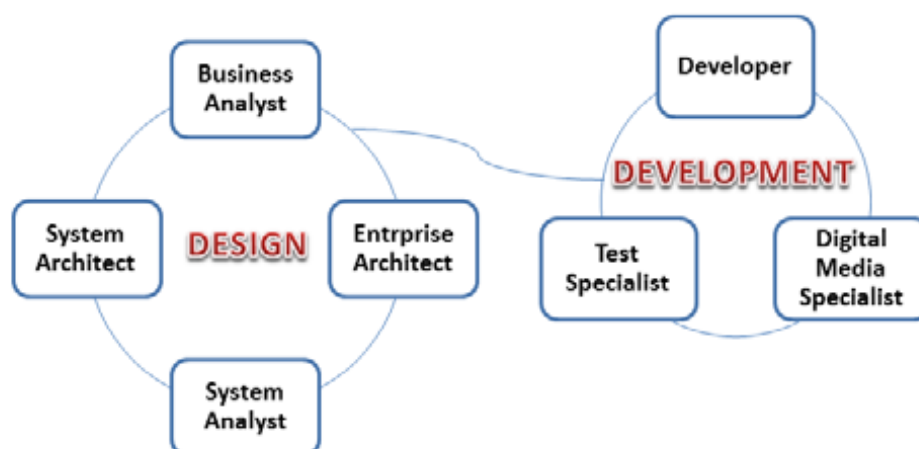 Business
Analyst
System
Architect
DESIGN
Entrprise
Architect
System
Analyst
Developer
DEVELOPMENT
Test
Specialist
Digital
Media
Specialist